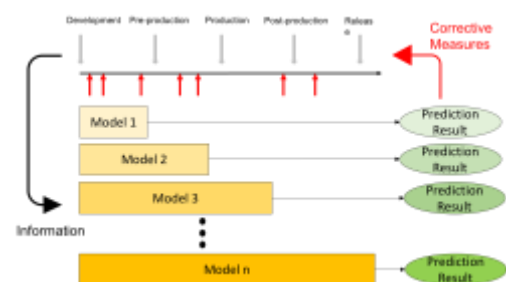 Development Pre-production Production Post-production Releas
e
Corrective
Measures
Model 1
Prediction
Result
Model 2
Prediction
Result
Model 3
Prediction
Result
Information
Model n
Prediction
Result